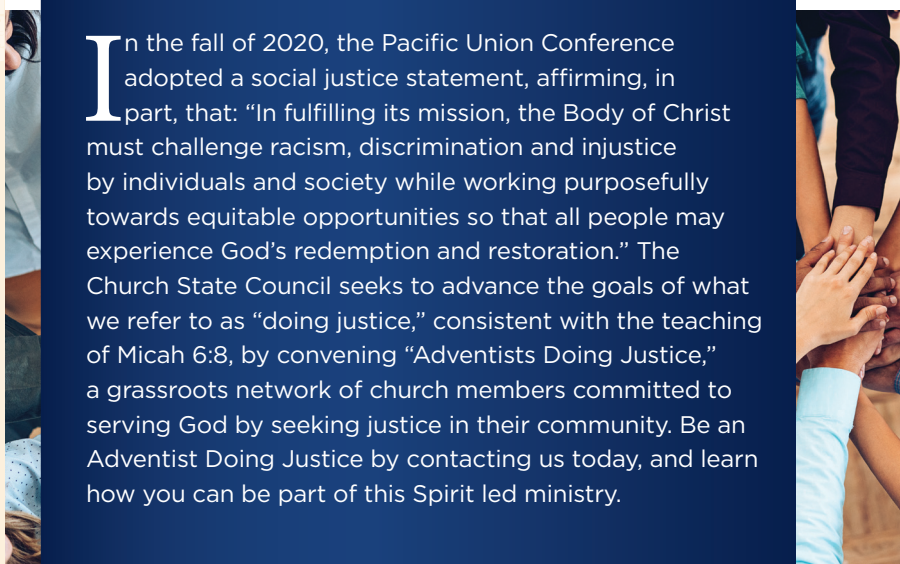 In the fall of 2020, the Pacific Union Conference
adopted a social justice statement, affirming, in
part, that: “In fulfilling its mission, the Body of Christ
must challenge racism, discrimination and injustice
by individuals and society while working purposefully
towards equitable opportunities so that all people may
experience God’s redemption and restoration.” The
Church State Council seeks to advance the goals of what
we refer to as “doing justice,” consistent with the teaching
of Micah 6:8, by convening “Adventists Doing Justice,”
a grassroots network of church members committed to
serving God by seeking justice in their community. Be an
Adventist Doing Justice by contacting us today, and learn
how you can be part of this Spirit led ministry.